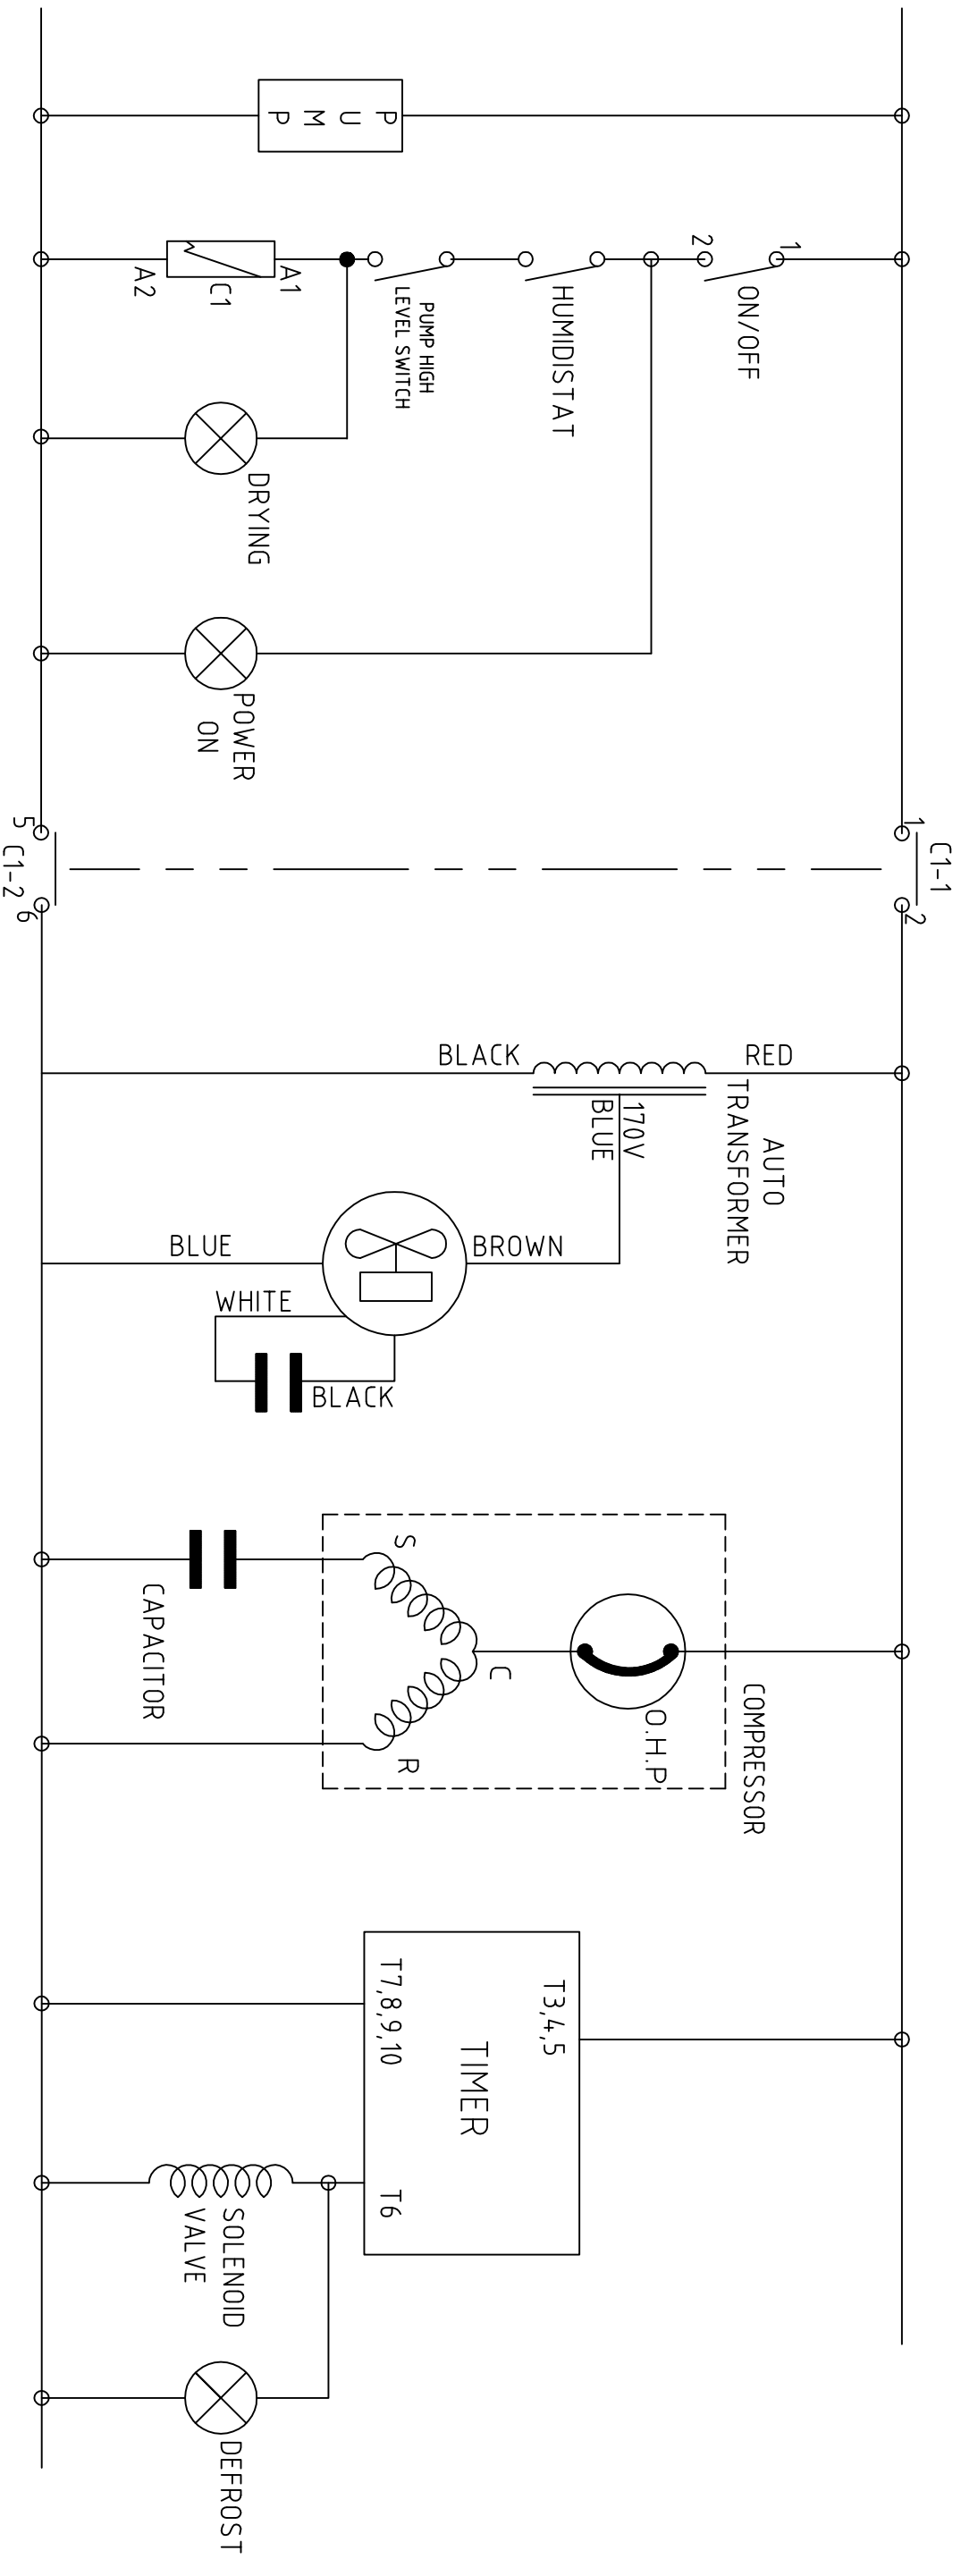 PUMP
1
2
ON/OFF
HUMIDISTAT
PUMP HIGH
LEVEL SWITCH
A1
C1
A2
DRYING
POWER
ON
C1-1
1
2
5
6
C1-2
RED
BLACK
AUTO
TRANSFORMER
170V
BLUE
BROWN
BLUE
WHITE
BLACK
COMPRESSOR
O.H.P
C
S
R
CAPACITOR
T3,4,5
TIMER
T7,8,9,10
T6
SOLENOID
VALVE
DEFROST